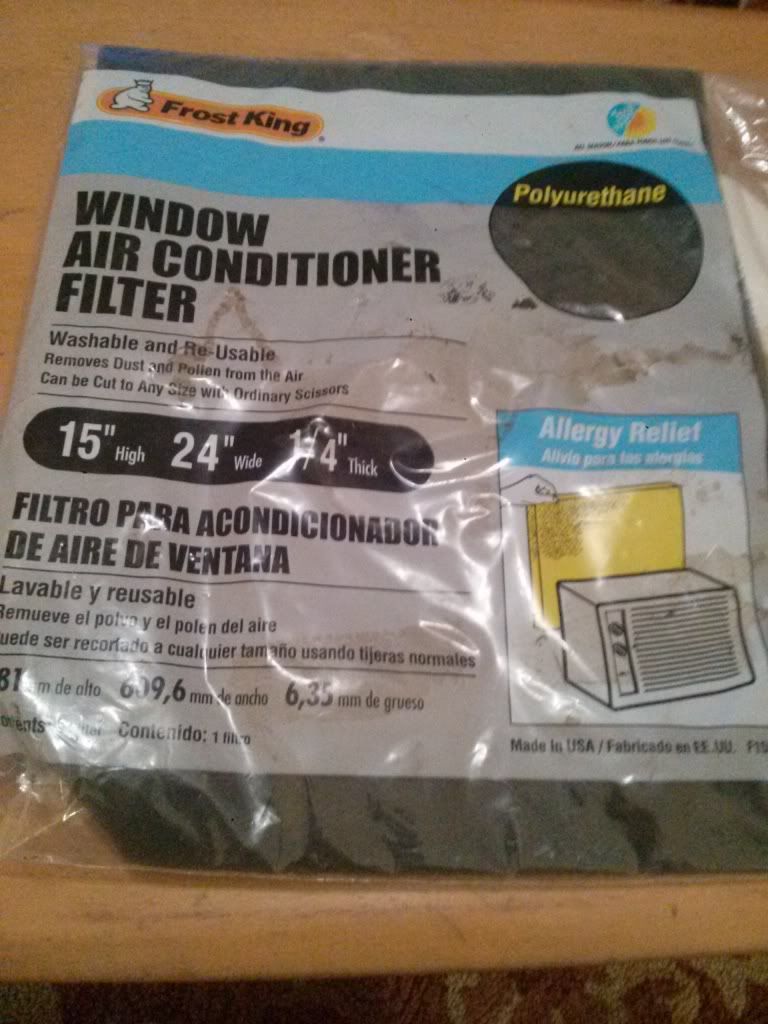 Frost King
Polyurethane
WINDOW
AIR CONDITIONER
FILTER
Washable and Re-Usable
Removes Dust and Pollen from the Air
Can be Cut to Any Size with Ordinary Scissors
15" High 24" Wide 1/4" Thick
Allergy Relief
Alivio para las alergias
FILTRO PARA ACONDICIONADOR
DE AIRE DE VENTANA
Lavable y reusable
Remueve el polvo y el polen del aire
uede ser recortado a cualquier tamaño usando tijeras normales
mm de alto 609,6 mm de ancho 6,35 mm de grueso
Contenido: 1 filtro
Made In USA / Fabricado en EE.UU.